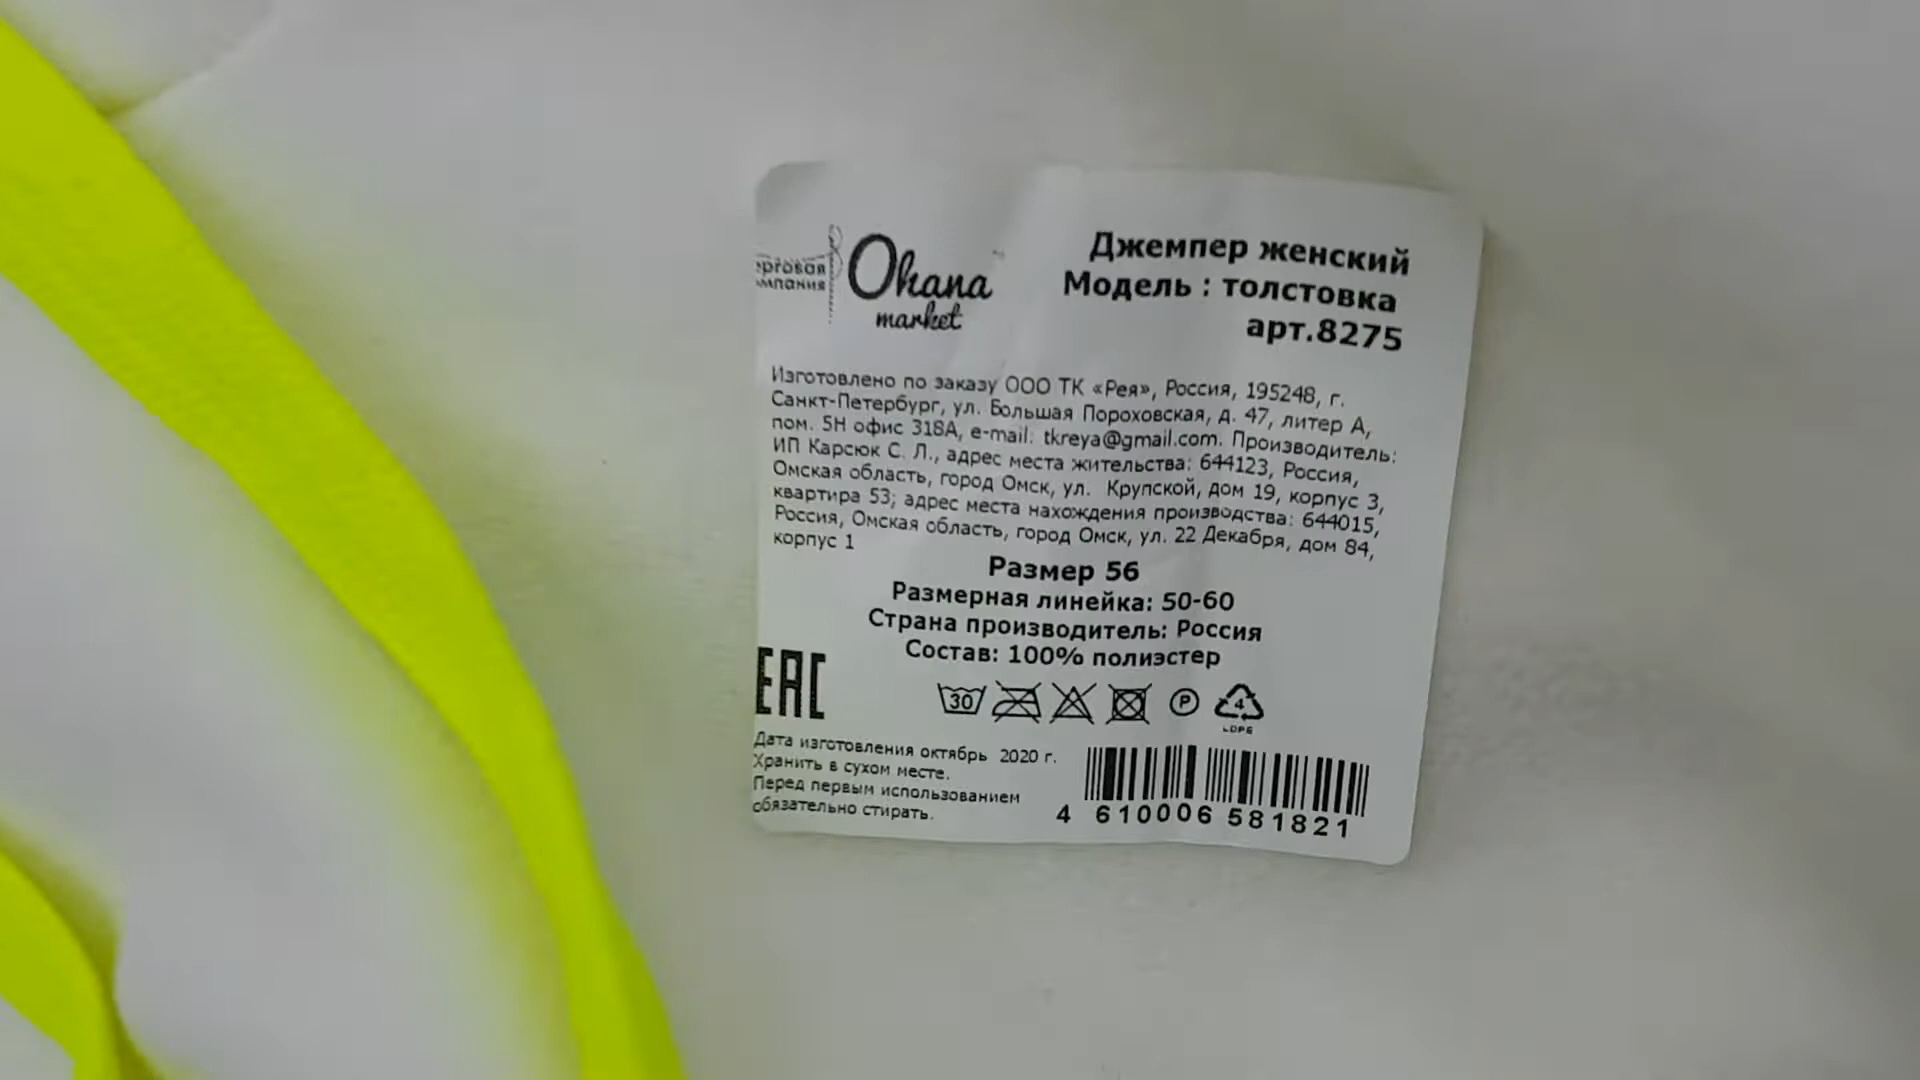 Ohana
market
Джемпер женский
Модель : толстовка
арт.8275
Изготовлено по заказу ООО ТК «Рея», Россия, 195248, г.
Санкт-Петербург, ул. Большая Пороховская, д. 47, литер А,
пом. 5Н офис 318А, e-mail: tkreya@gmail.com. Производитель:
ИП Карсюк С. Л., адрес места жительства: 644123, Россия,
Омская область, город Омск, ул. Крупской, дом 19, корпус 3,
квартира 53; адрес места нахождения производства: 644015,
Россия, Омская область, город Омск, ул. 22 Декабря, дом 84,
корпус 1
Размер 56
Размерная линейка: 50-60
Страна производитель: Россия
Состав: 100% полиэстер
EAC
30
P
4
LDPE
Дата изготовления октябрь 2020 г.
Хранить в сухом месте.
Перед первым использованием
обязательно стирать.
4 610006 581821